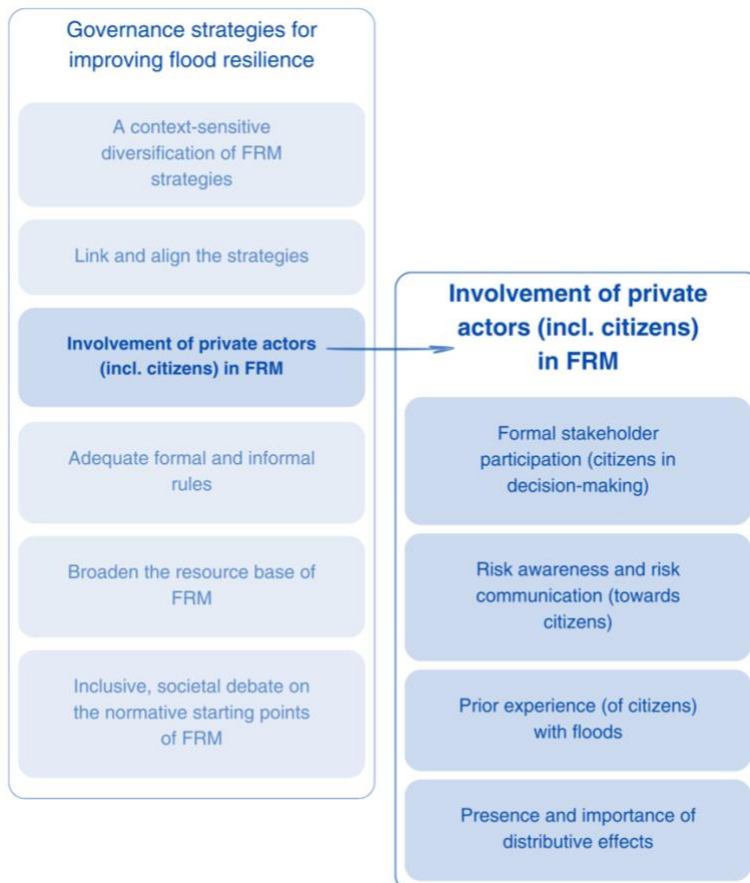 Governance strategies for
improving flood resilience
A context-sensitive
diversification of FRM
strategies
Link and align the strategies
Involvement of private actors
(incl. citizens) in FRM
Adequate formal and informal
rules
Broaden the resource base of
FRM
Inclusive, societal debate on
the normative starting points
of FRM
Involvement of private
actors (incl. citizens)
in FRM
Formal stakeholder
participation (citizens in
decision-making)
Risk awareness and risk
communication (towards
citizens)
Prior experience (of citizens)
with floods
Presence and importance of
distributive effects